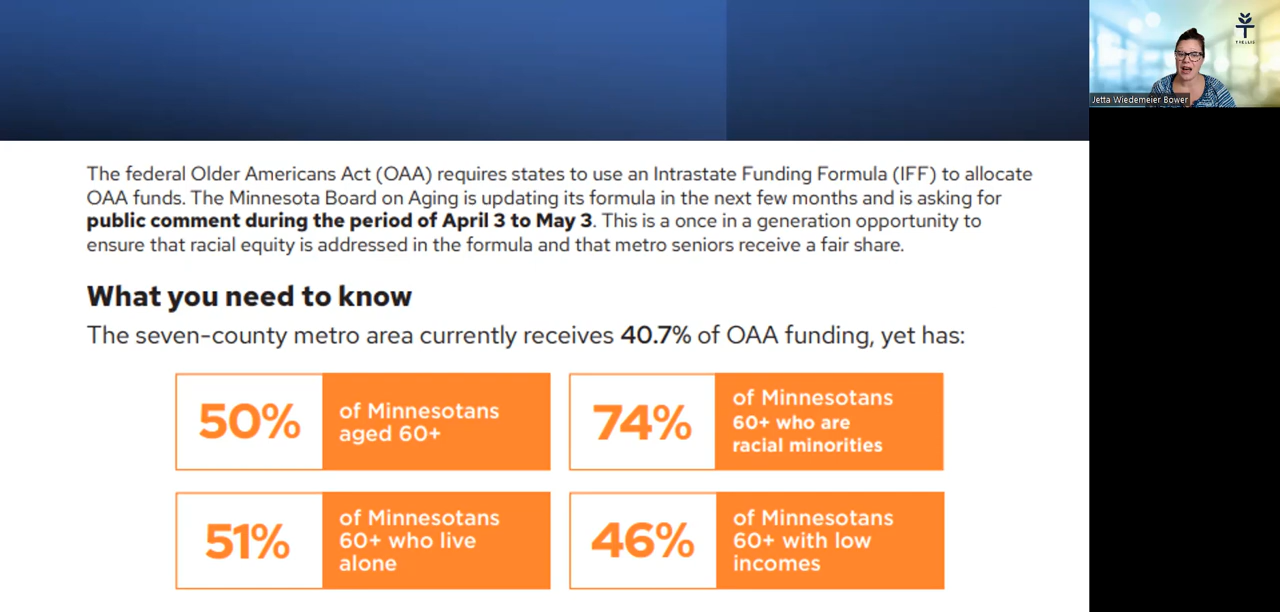 The federal Older Americans Act (OAA) requires states to use an Intrastate Funding Formula (IFF) to allocate
OAA funds. The Minnesota Board on Aging is updating its formula in the next few months and is asking for
public comment during the period of April 3 to May 3. This is a once in a generation opportunity to
ensure that racial equity is addressed in the formula and that metro seniors receive a fair share.
What you need to know
The seven-county metro area currently receives 40.7% of OAA funding, yet has:
50%
of Minnesotans
aged 60+
74%
of Minnesotans
60+ who are
racial minorities
51%
of Minnesotans
60+ who live
alone
46%
of Minnesotans
60+ with low
incomes
TRELLIS
Jetta Wiedemeier Bower